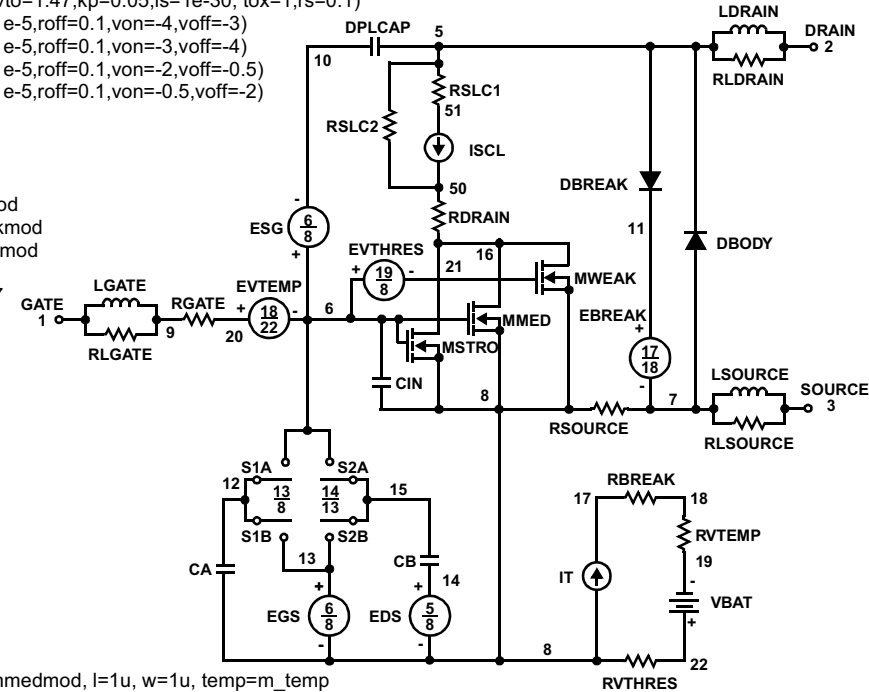 vto=1.47,kp=0.05,is=1e-30, tox=1,rs=0.1)
e-5,roff=0.1,von=-4,voff=-3)
e-5,roff=0.1,von=-3,voff=-4)
e-5,roff=0.1,von=-2,voff=-0.5)
e-5,roff=0.1,von=-0.5,voff=-2)
LDRAIN
DPLCAP
5
DRAIN
2
10
RLDRAIN
RSLC1
51
RSLC2
ISCL
50
DBREAK
RDRAIN
11
DBODY
od
kmod
mod
-
ESG
6
8
+
EVTHRES
16
+
19
8
-
21
MWEAK
LGATE
EVTEMP
GATE
1
RGATE
+
18
22
-
6
EBREAK
+
MMED
9
20
RLGATE
MSTRO
17
18
-
LSOURCE
CIN
8
7
SOURCE
3
RSOURCE
RLSOURCE
S1A
S2A
12
13
8
14
13
15
S1B
S2B
RBREAK
17
18
RVTEMP
13
CB
19
CA
14
IT
-
VBAT
+
+
EGS
6
8
-
+
EDS
5
8
-
8
22
RVTHRES
nmedmod, l=1u, w=1u, temp=m_temp